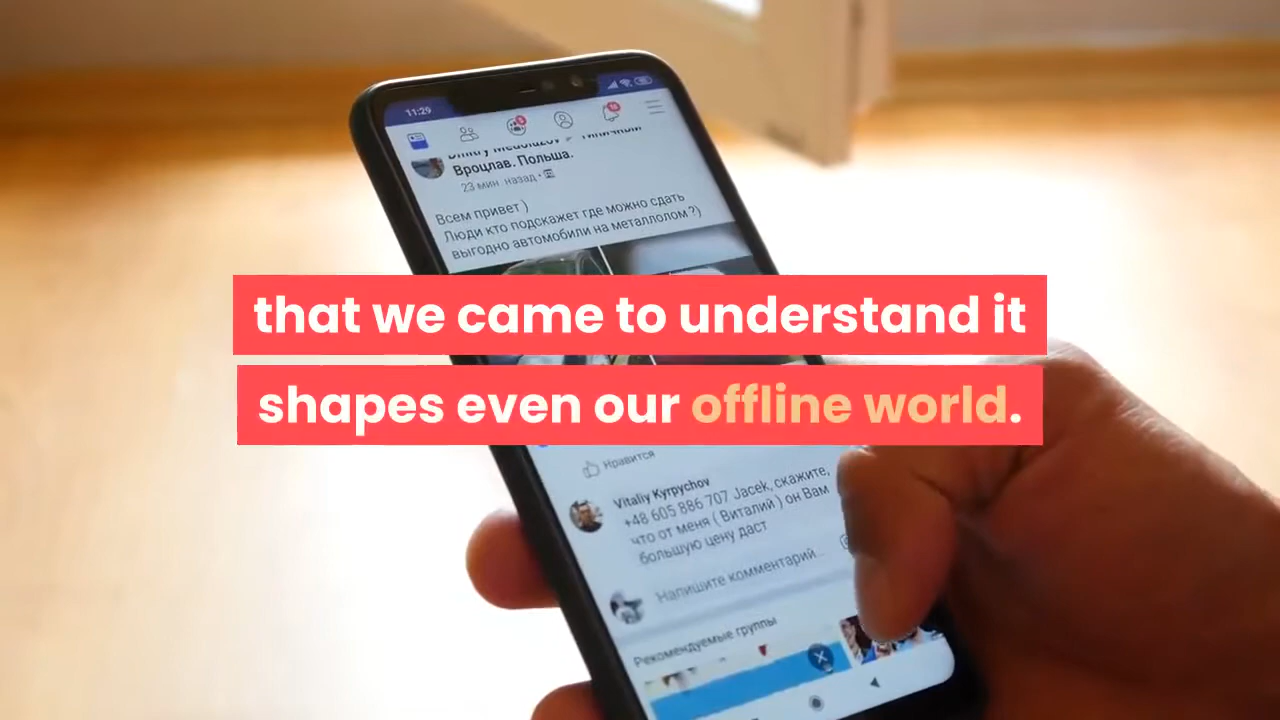 11:29
Вроцлав. Польша.
23 мин назад
Всем привет )
Люди кто подскажет где можно сдать
выгодно автомобили на металлолом ?)
that we came to understand it
shapes even our offline world.
Нравится
Vitaliy Kyrpychov
+48 605 886 707 Jacek, скажите,
что от меня ( Виталий ) он Вам
большую цену даст
Напишите комментарий...
Рекомендуемые группы